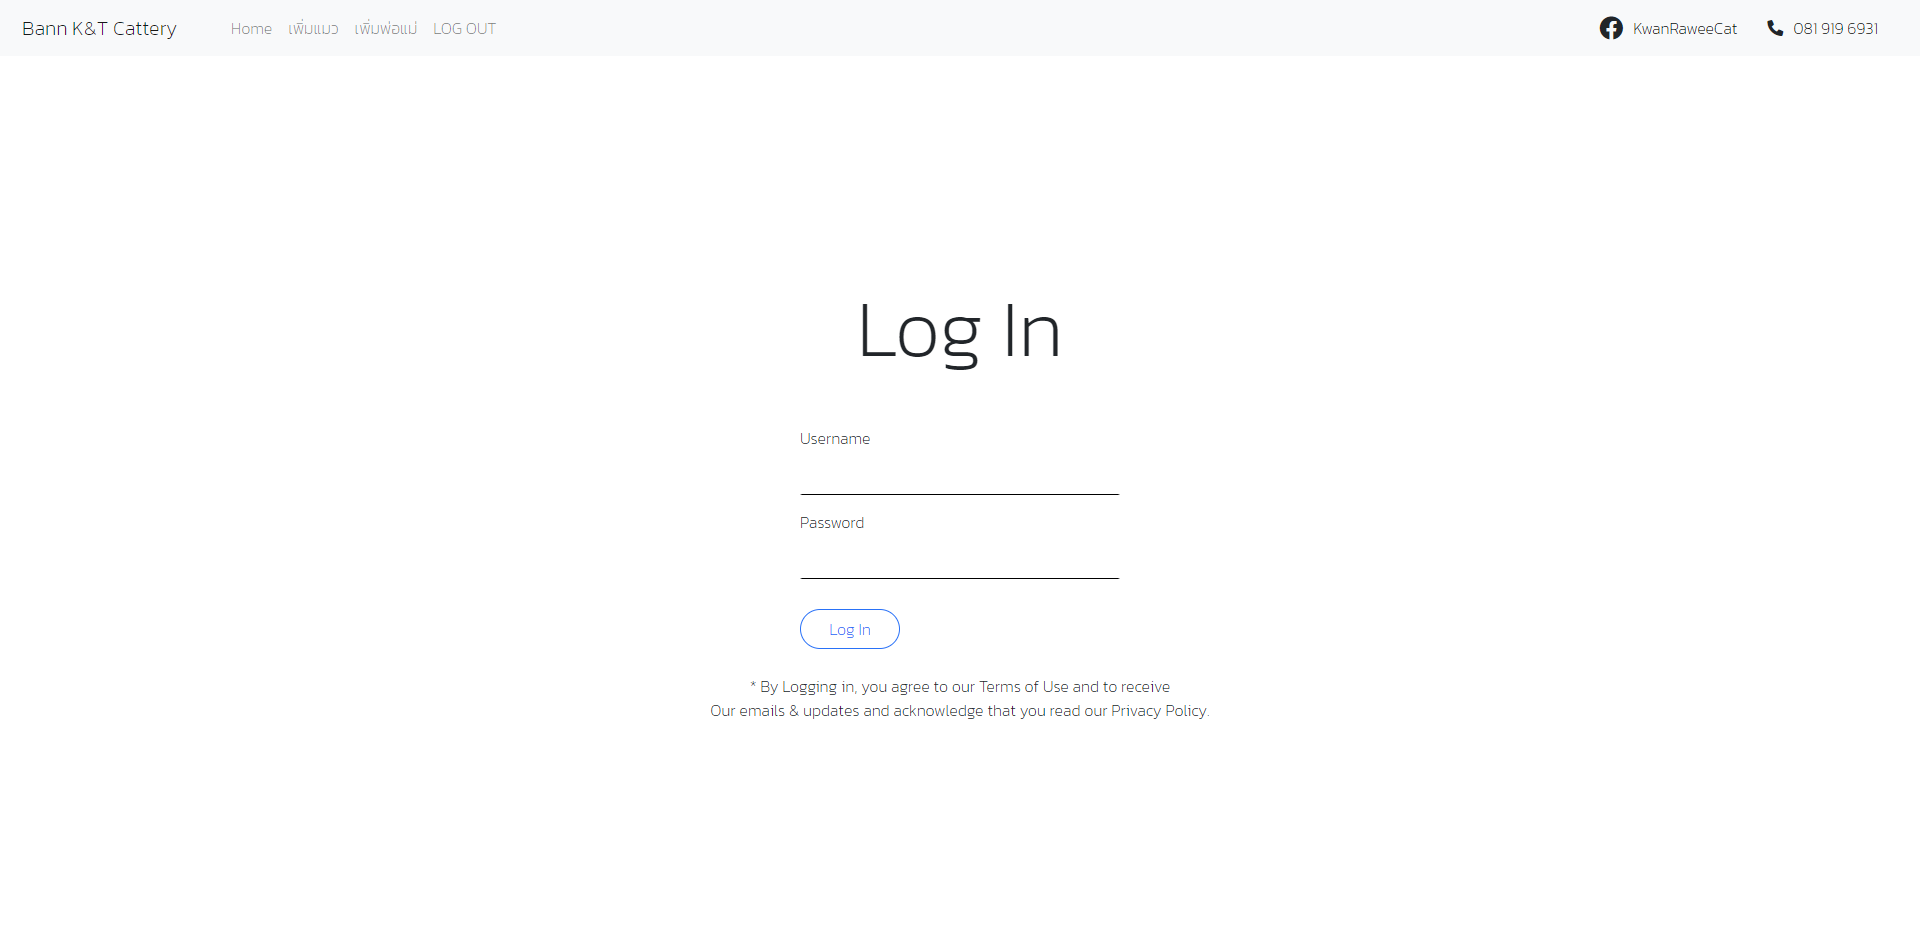 Bann K&T Cattery Home เพิ่มแมว เพิ่มพ่อแม่ LOG OUT KwanRaweeCat 081 919 6931
Log In
Username
Password
Log In
* By Logging in, you agree to our Terms of Use and to receive
Our emails & updates and acknowledge that you read our Privacy Policy.